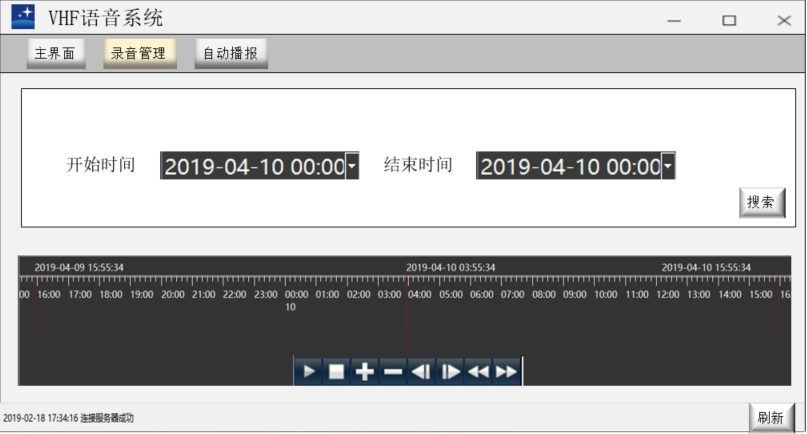 VHF语音系统
主界面 录音管理 自动播报
开始时间 2019-04-10 00:00 结束时间 2019-04-10 00:00
搜索
2019-04-09 15:55:34 2019-04-10 03:55:34 2019-04-10 15:55:34
00 16:00 17:00 18:00 19:00 20:00 21:00 22:00 23:00 00:00 01:00 02:00 03:00 04:00 05:00 06:00 07:00 08:00 09:00 10:00 11:00 12:00 13:00 14:00 15:00 16:
10
2019-02-18 17:34:16 连接服务器成功
刷新